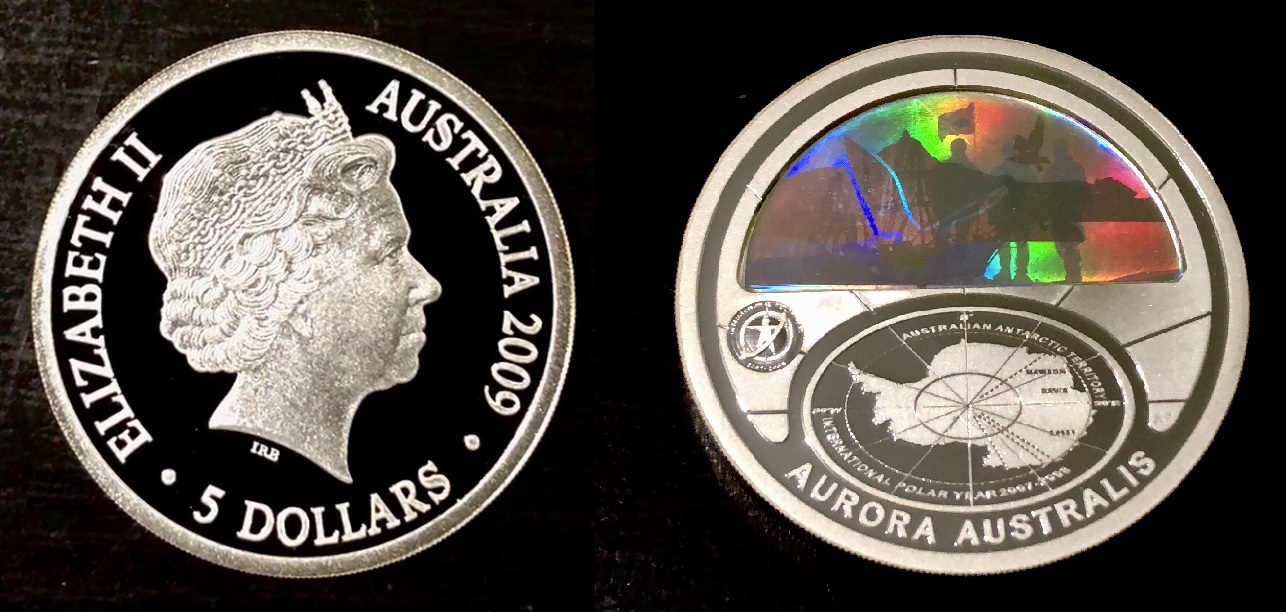 ELIZABETH II
AUSTRALIA 2009
5 DOLLARS
IRB
AUSTRALIAN ANTARCTIC TERRITORY
MAWSON
DAVIS
CASEY
INTERNATIONAL POLAR YEAR 2007-2008
AURORA AUSTRALIS